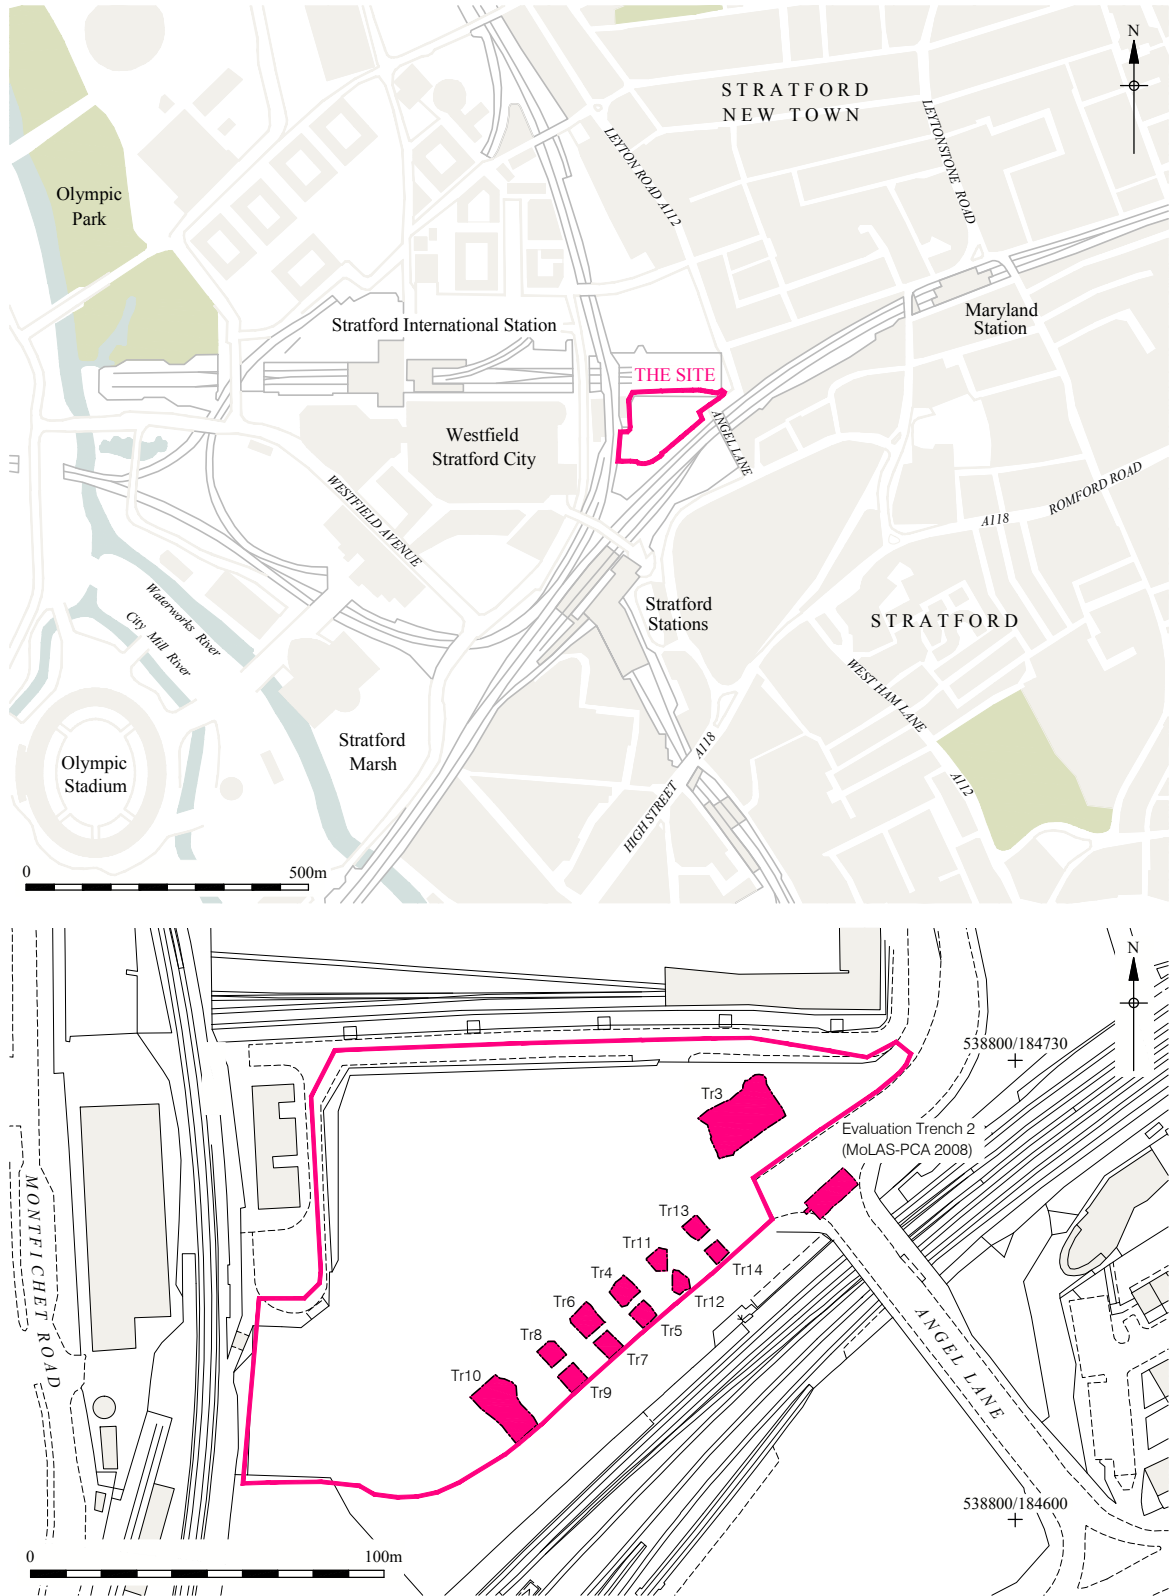 N
STRATFORD
NEW TOWN
LEYTON ROAD A112
LEYTONSTONE ROAD
Olympic
Park
Stratford International Station
Maryland
Station
THE SITE
ANGEL LANE
Westfield
Stratford City
WESTFIELD AVENUE
ROMFORD ROAD
A118
Waterworks River
City Mill River
Stratford
Stations
STRATFORD
WEST HAM LANE
A112
Stratford
Marsh
Olympic
Stadium
A118
HIGH STREET
0
500m
N
538800/184730
Tr3
Evaluation Trench 2
(MoLAS-PCA 2008)
MONTFICHET ROAD
Tr13
Tr11
Tr14
Tr4
Tr12
Tr6
Tr5
Tr8
Tr7
Tr10
Tr9
ANGEL LANE
538800/184600
0
100m